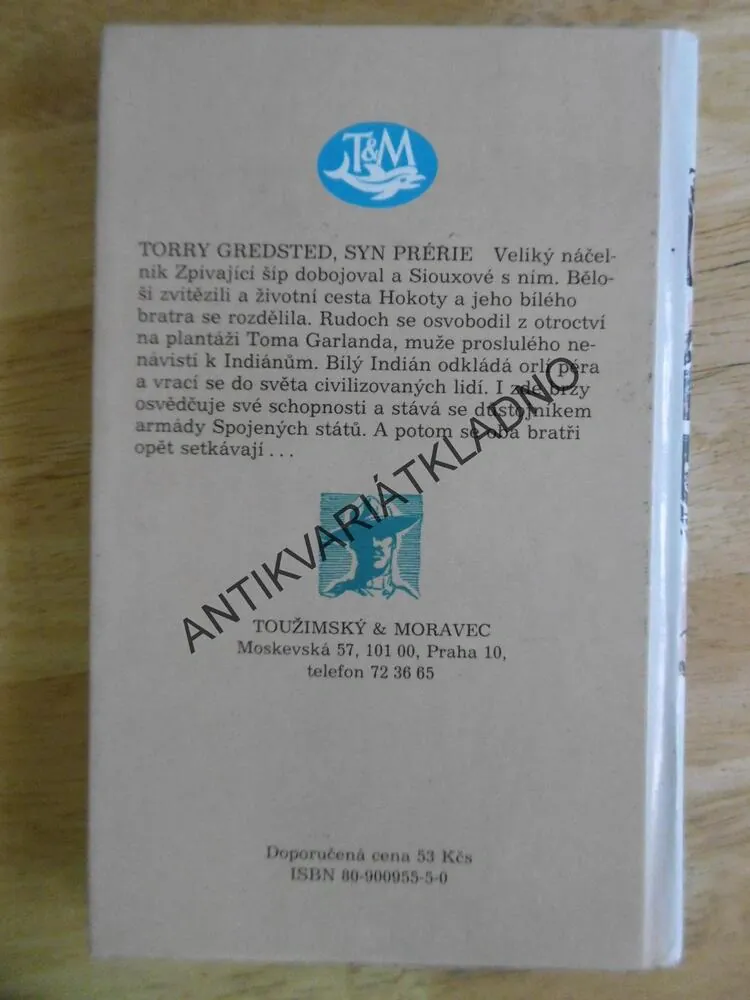 T&M
TORRY GREDSTED, SYN PRÉRIE Veliký náčel-
ník Zpívající šíp dobojoval a Siouxové s ním. Bělo-
ši zvítězili a životní cesta Hokoty a jeho bílého
bratra se rozdělila. Rudoch se osvobodil z otroctví
na plantáži Toma Garlanda, muže proslulého ne-
návistí k Indiánům. Bílý Indián odkládá orlí péra
a vrací se do světa civilizovaných lidí. I zde brzy
osvědčuje své schopnosti a stává se důstojníkem
armády Spojených států. A potom se oba bratři
opět setkávají ...
ANTIKVARIÁTKLADNO
TOUŽIMSKÝ & MORAVEC
Moskevská 57, 101 00, Praha 10,
telefon 72 36 65
Doporučená cena 53 Kčs
ISBN 80-900955-5-0